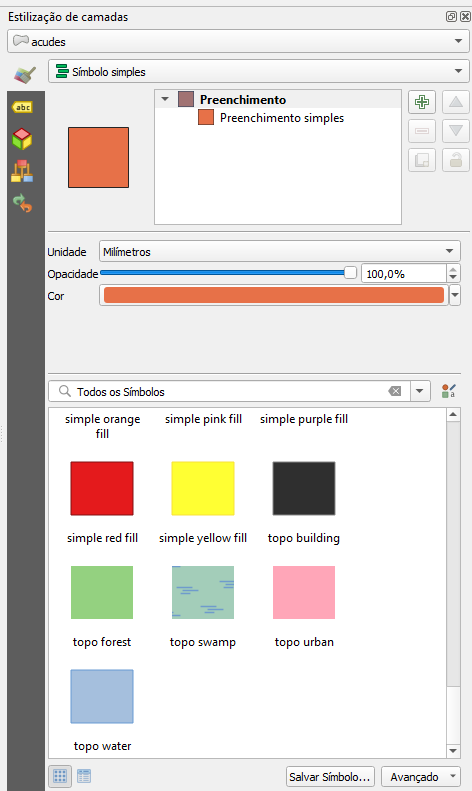 Estilização de camadas
acudes
Símbolo simples
abc
Preenchimento
Preenchimento simples
Unidade
Milímetros
Opacidade
100,0%
Cor
Todos os Símbolos
a
simple orange
fill
simple pink fill
simple purple fill
simple red fill
simple yellow fill
topo building
topo forest
topo swamp
topo urban
topo water
Salvar Símbolo...
Avançado